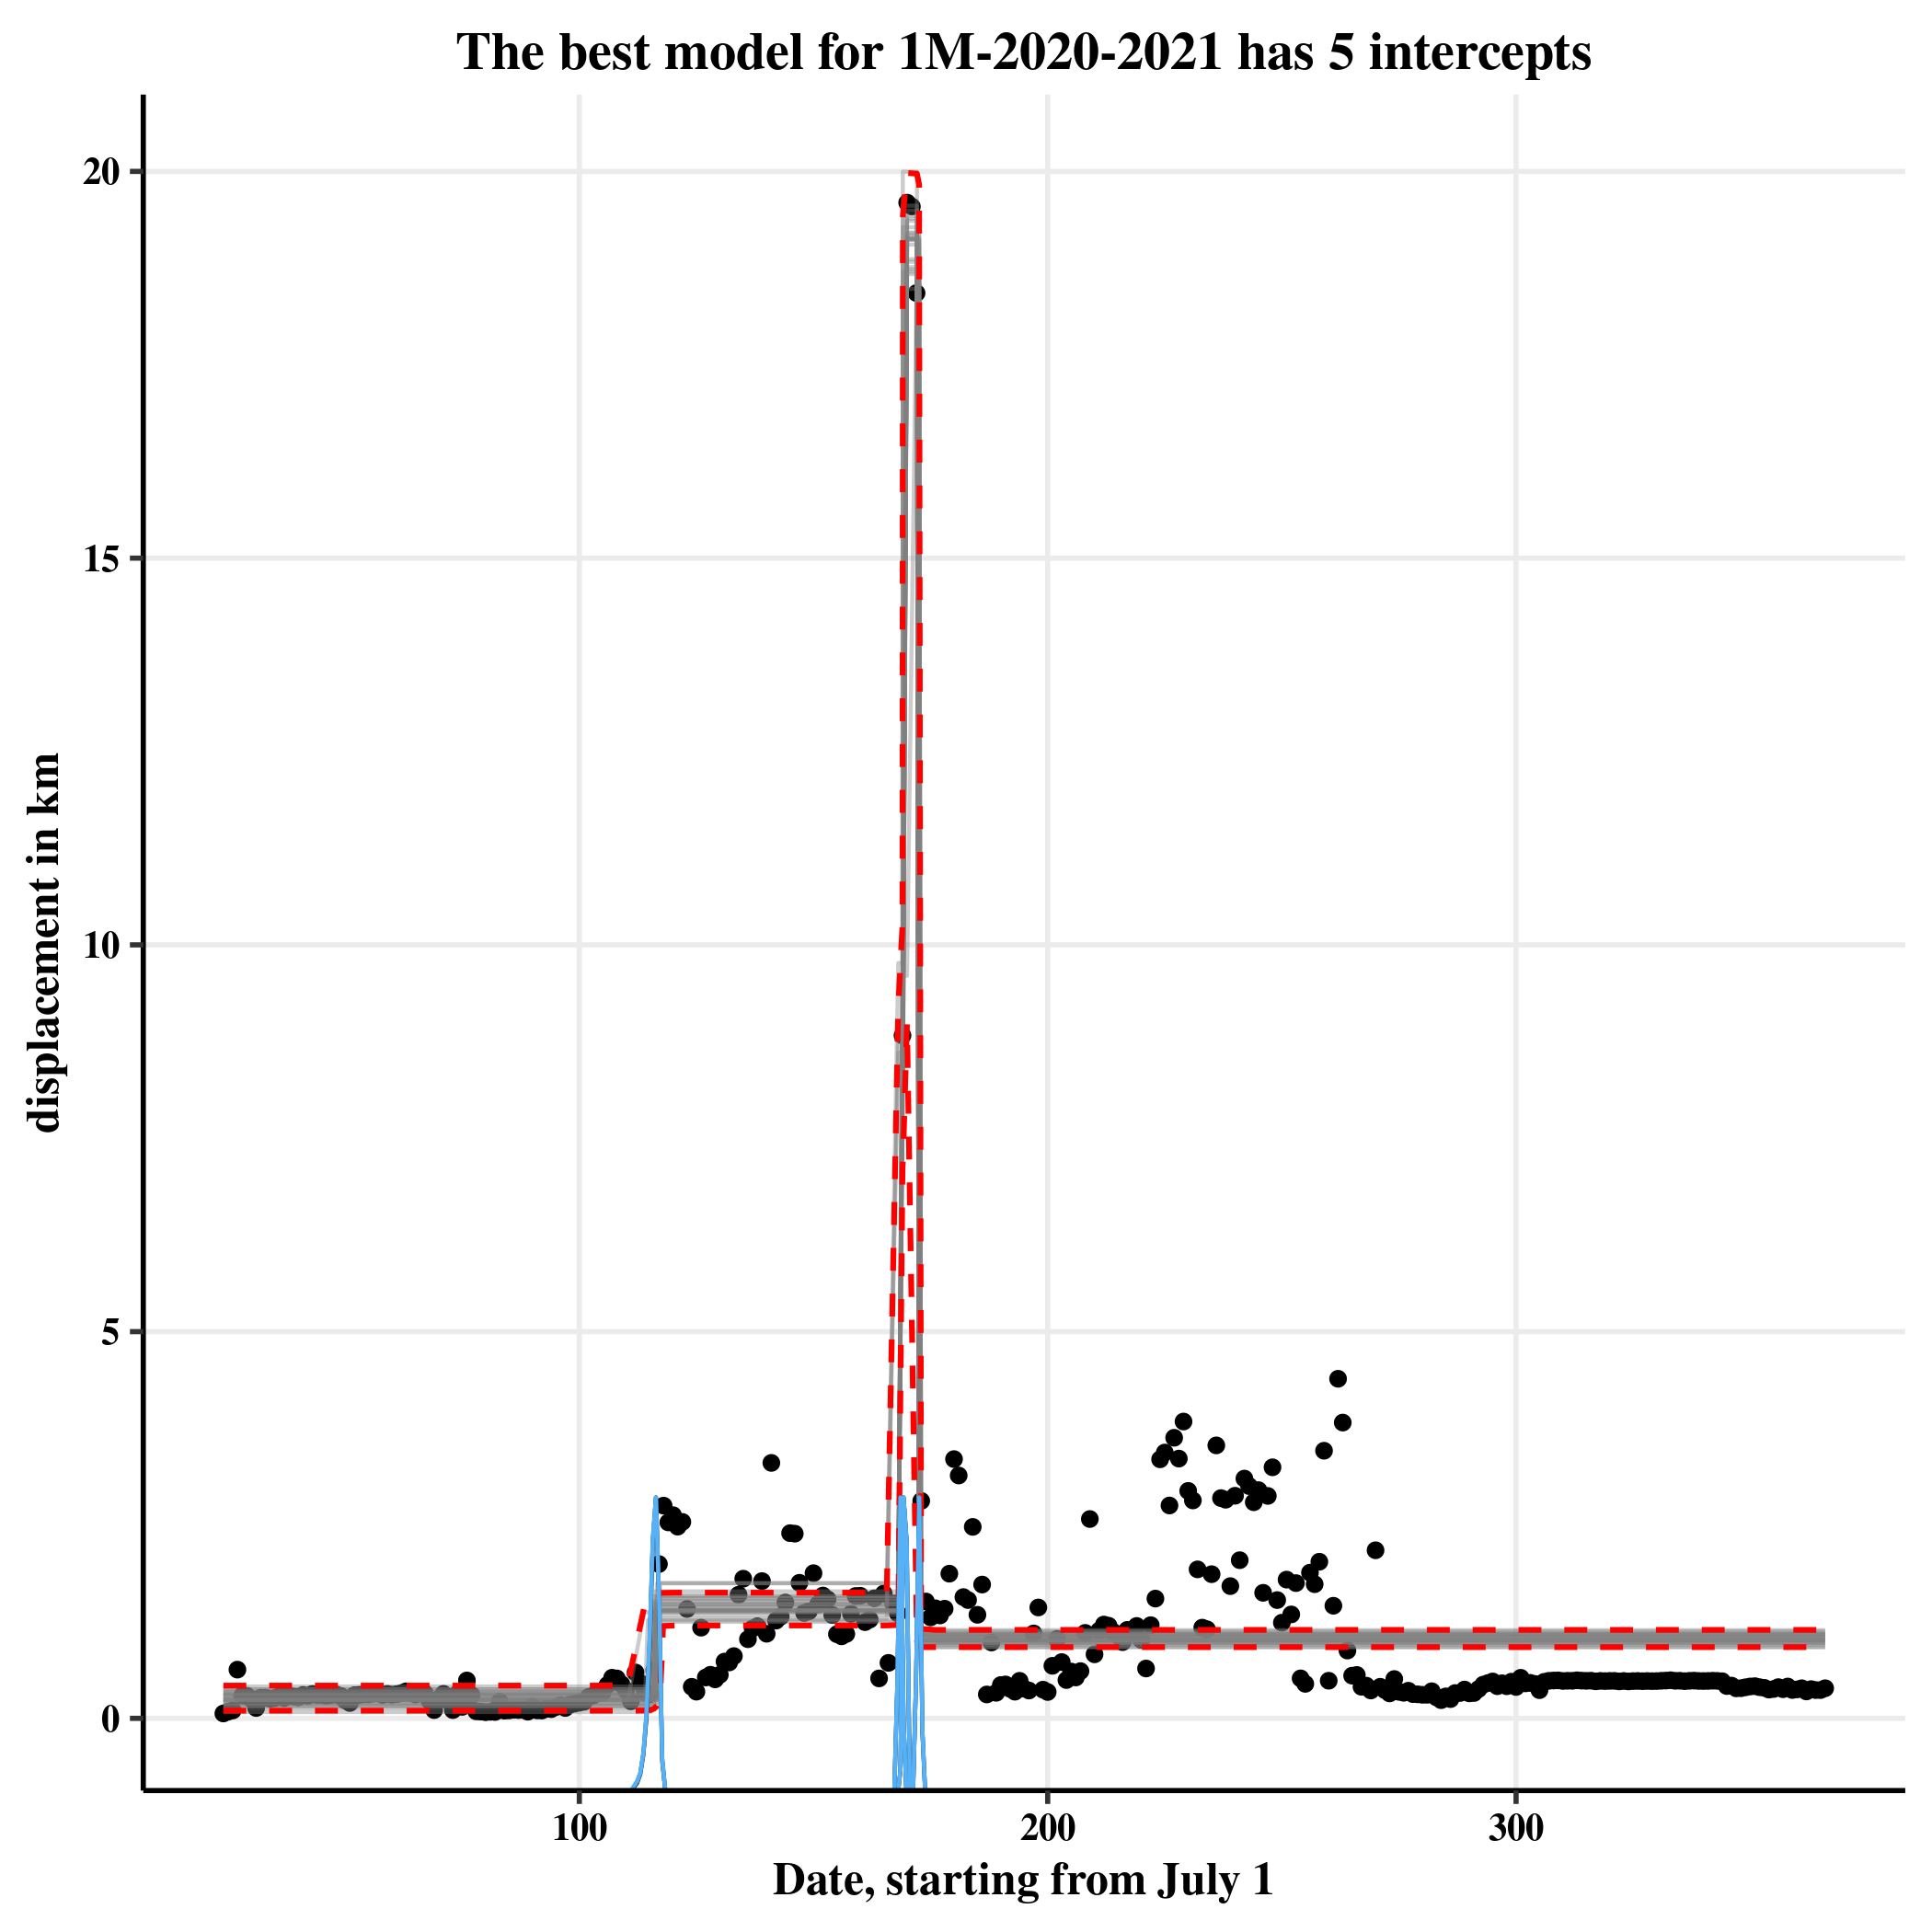 The best model for 1M-2020-2021 has 5 intercepts
20
15
10
5
0
displacement in km
100 200 300
Date, starting from July 1